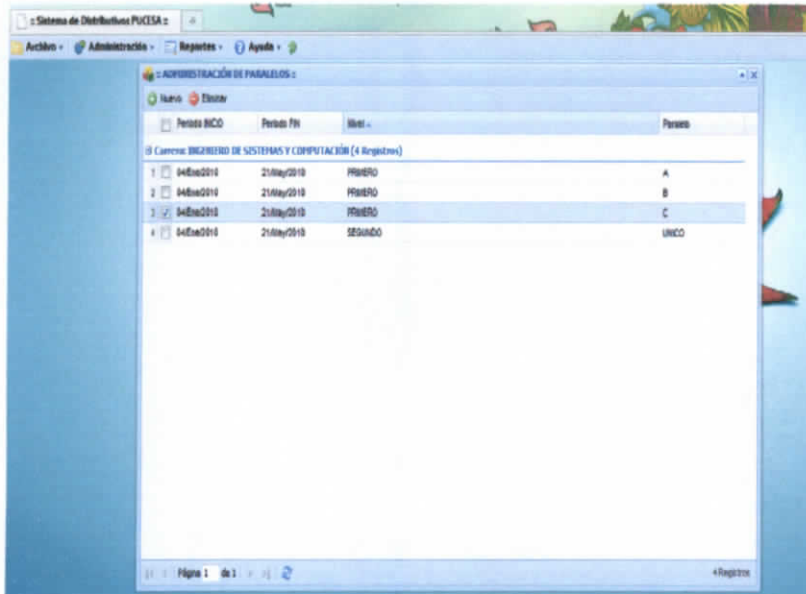 :: Sistema de Distributivos PUCESA ::
Archivo Administración Reportes Ayuda
:: ADMINISTRACIÓN DE PARALELOS ::
Nuevo Eliminar
Periodo INICIO Periodo FIN Nivel Paralelo
Carrera: INGENIERO DE SISTEMAS Y COMPUTACIÓN (4 Registros)
1 04/Ene/2010 21/May/2010 PRIMERO A
2 04/Ene/2010 21/May/2010 PRIMERO B
3 04/Ene/2010 21/May/2010 PRIMERO C
4 04/Ene/2010 21/May/2010 SEGUNDO UNICO
Página 1 de 1 4 Registros